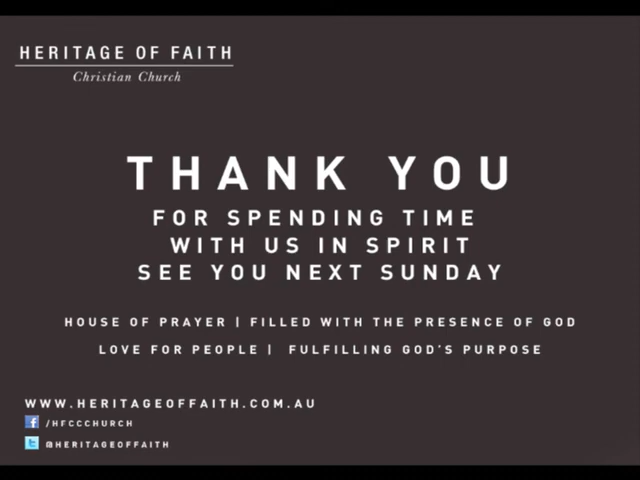 HERITAGE OF FAITH
Christian Church
THANK YOU
FOR SPENDING TIME
WITH US IN SPIRIT
SEE YOU NEXT SUNDAY
HOUSE OF PRAYER | FILLED WITH THE PRESENCE OF GOD
LOVE FOR PEOPLE | FULFILLING GOD'S PURPOSE
WWW.HERITAGEOFFAITH.COM.AU
f /HFCCCHURCH
t @HERITAGEOFFAITH